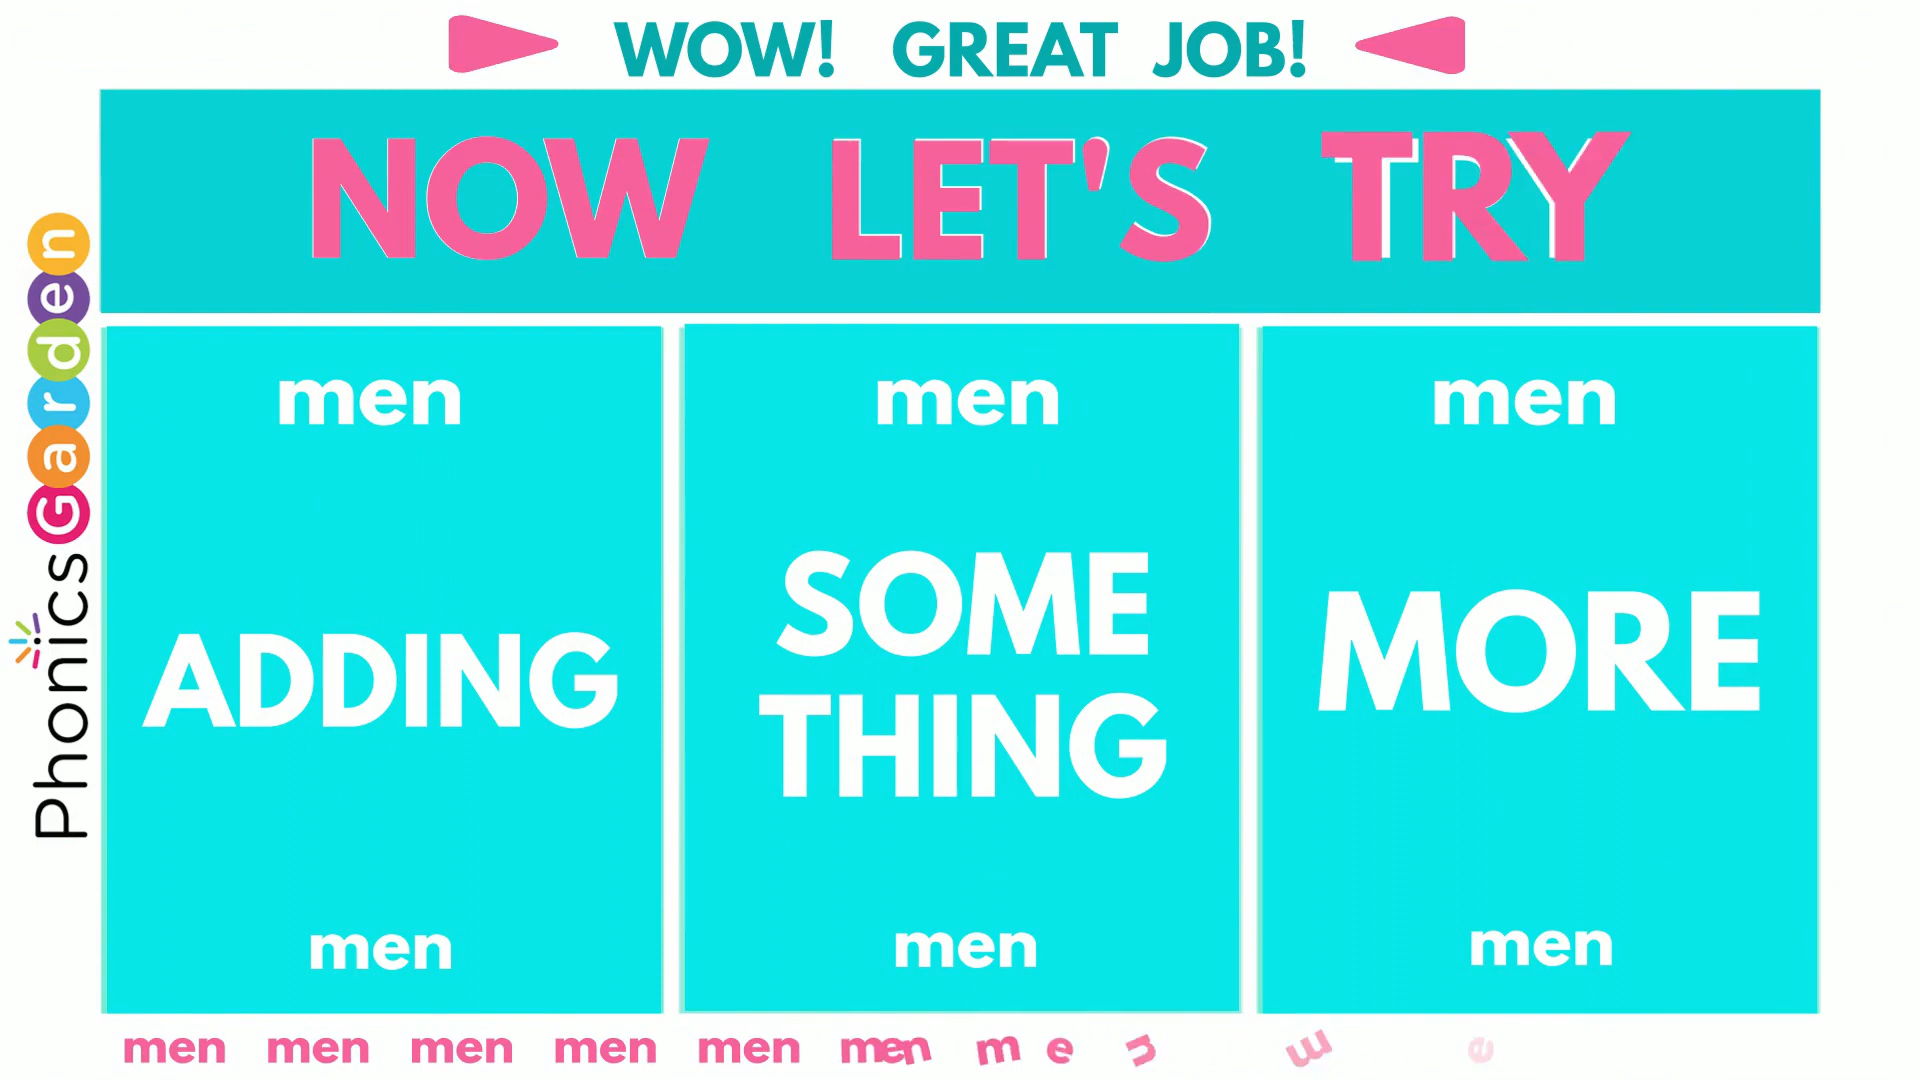 WOW! GREAT JOB!
NOW LET'S TRY
men men men
ADDING
SOME
THING
MORE
men men men
men men men men men men m e n m e
PhonicsGarden